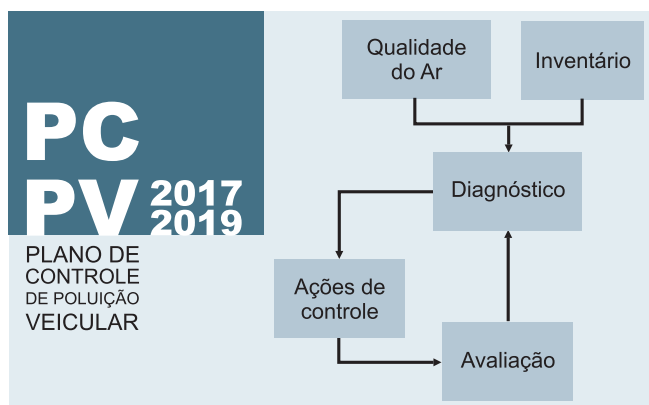 PC
PV 2017
2019
PLANO DE
CONTROLE
DE POLUIÇÃO
VEICULAR
Qualidade
do Ar
Inventário
Diagnóstico
Ações de
controle
Avaliação